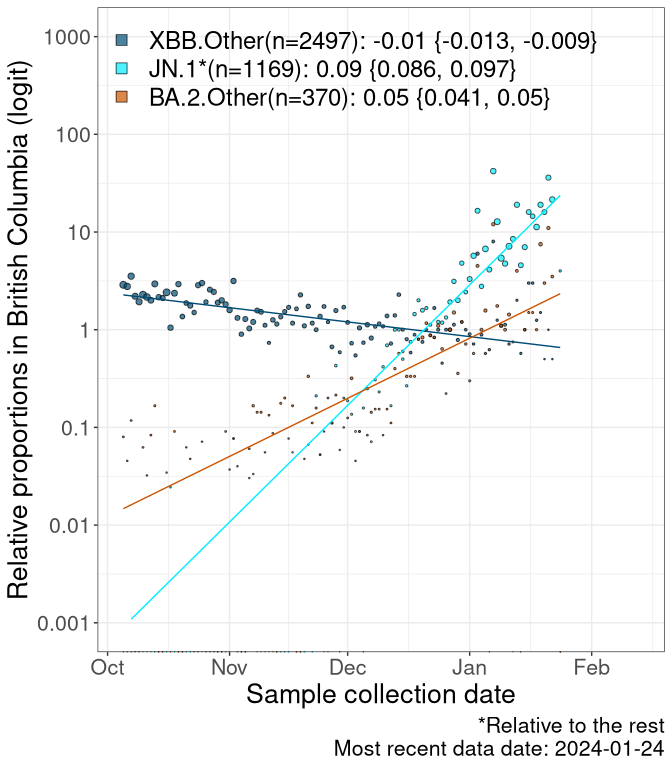 XBB.Other(n=2497): -0.01 {-0.013, -0.009}
JN.1*(n=1169): 0.09 {0.086, 0.097}
BA.2.Other(n=370): 0.05 {0.041, 0.05}
Relative proportions in British Columbia (logit)
1000
100
10
1
0.1
0.01
0.001
Oct Nov Dec Jan Feb
Sample collection date
*Relative to the rest
Most recent data date: 2024-01-24